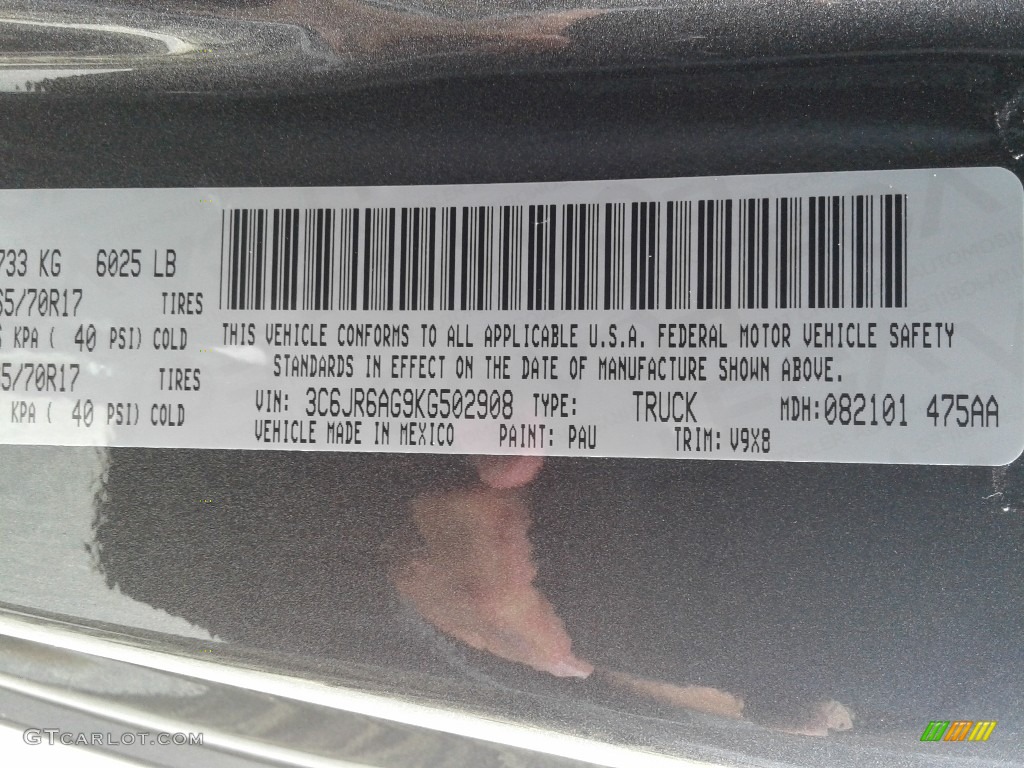 733 KG 6025 LB
65/70R17 TIRES
KPA ( 40 PSI) COLD
5/70R17 TIRES
KPA ( 40 PSI) COLD
THIS VEHICLE CONFORMS TO ALL APPLICABLE U.S.A. FEDERAL MOTOR VEHICLE SAFETY
STANDARDS IN EFFECT ON THE DATE OF MANUFACTURE SHOWN ABOVE.
VIN: 3C6JR6AG9KG502908 TYPE: TRUCK MDH:082101 475AA
VEHICLE MADE IN MEXICO PAINT: PAU TRIM: V9X8
GTCARLOT.COM